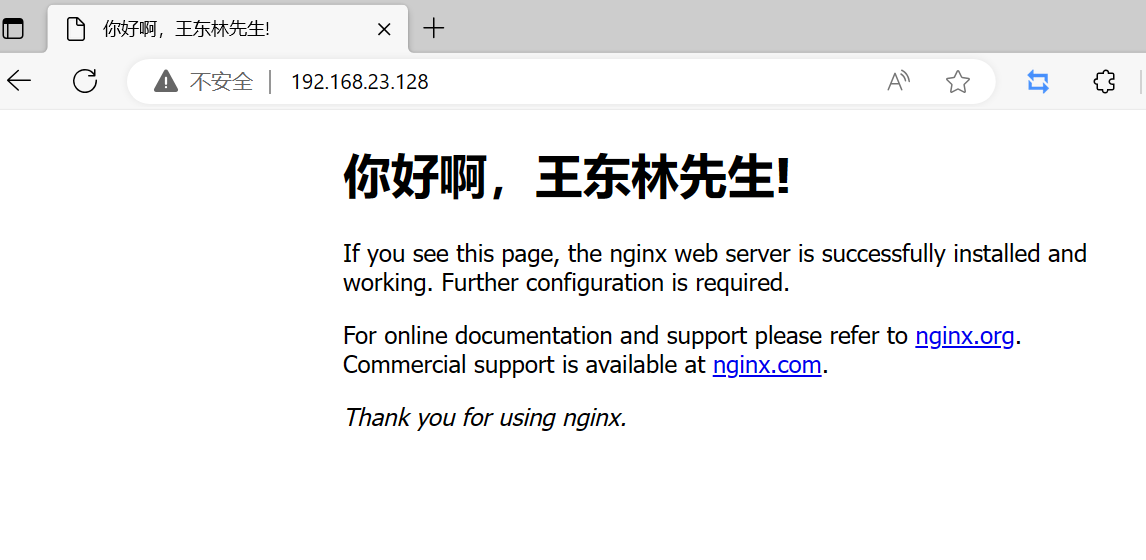 你好啊，王东林先生!
不安全
192.168.23.128
你好啊，王东林先生!
If you see this page, the nginx web server is successfully installed and
working. Further configuration is required.
For online documentation and support please refer to nginx.org.
Commercial support is available at nginx.com.
Thank you for using nginx.